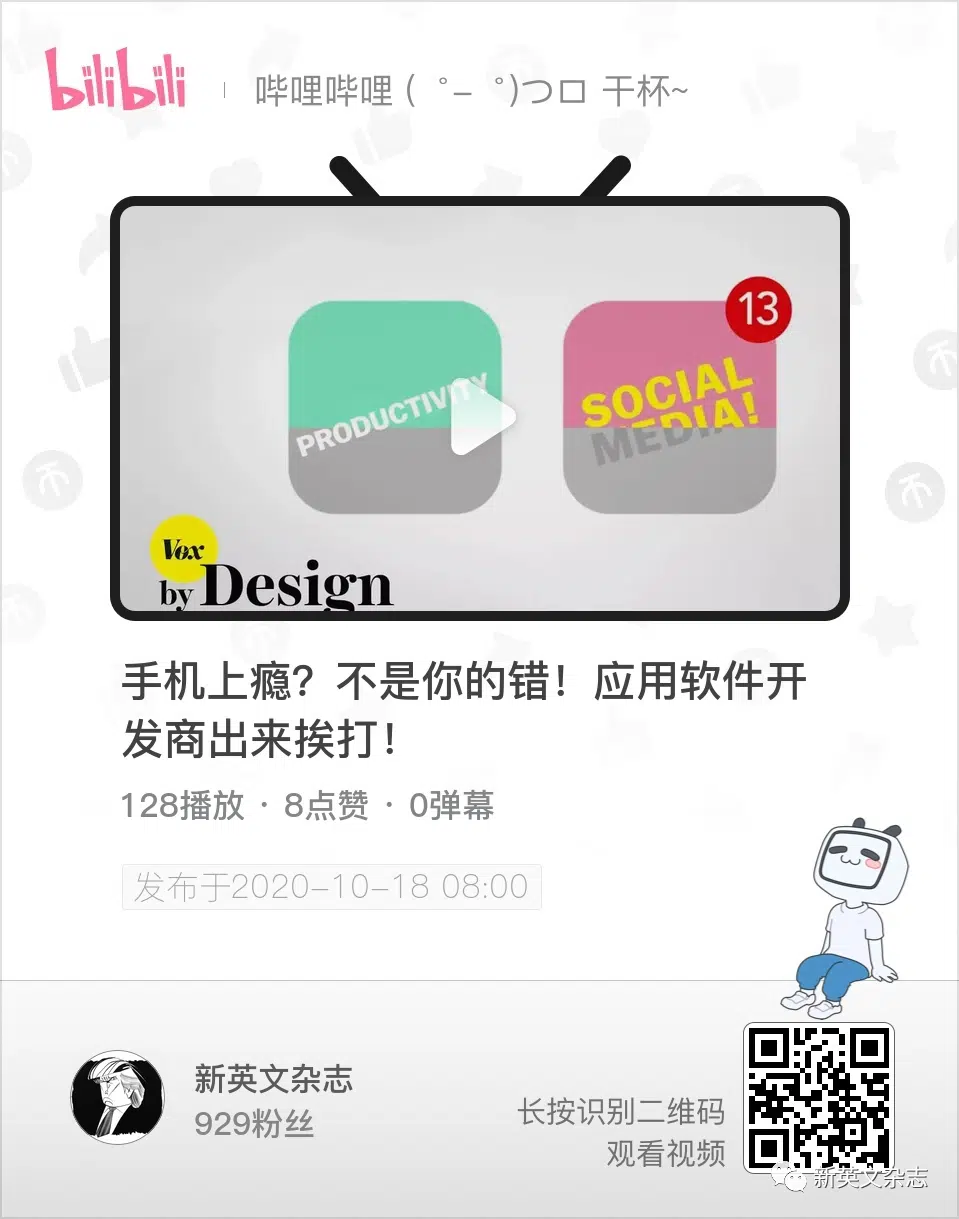 bilibili
哔哩哔哩 ( ゜- ゜)つロ 干杯~
13
PRODUCTIVITY
SOCIAL
MEDIA!
Vox
by Design
手机上瘾？不是你的错！应用软件开
发商出来挨打！
128播放 · 8点赞 · 0弹幕
发布于2020-10-18 08:00
新英文杂志
929粉丝
长按识别二维码
观看视频
新英文杂志